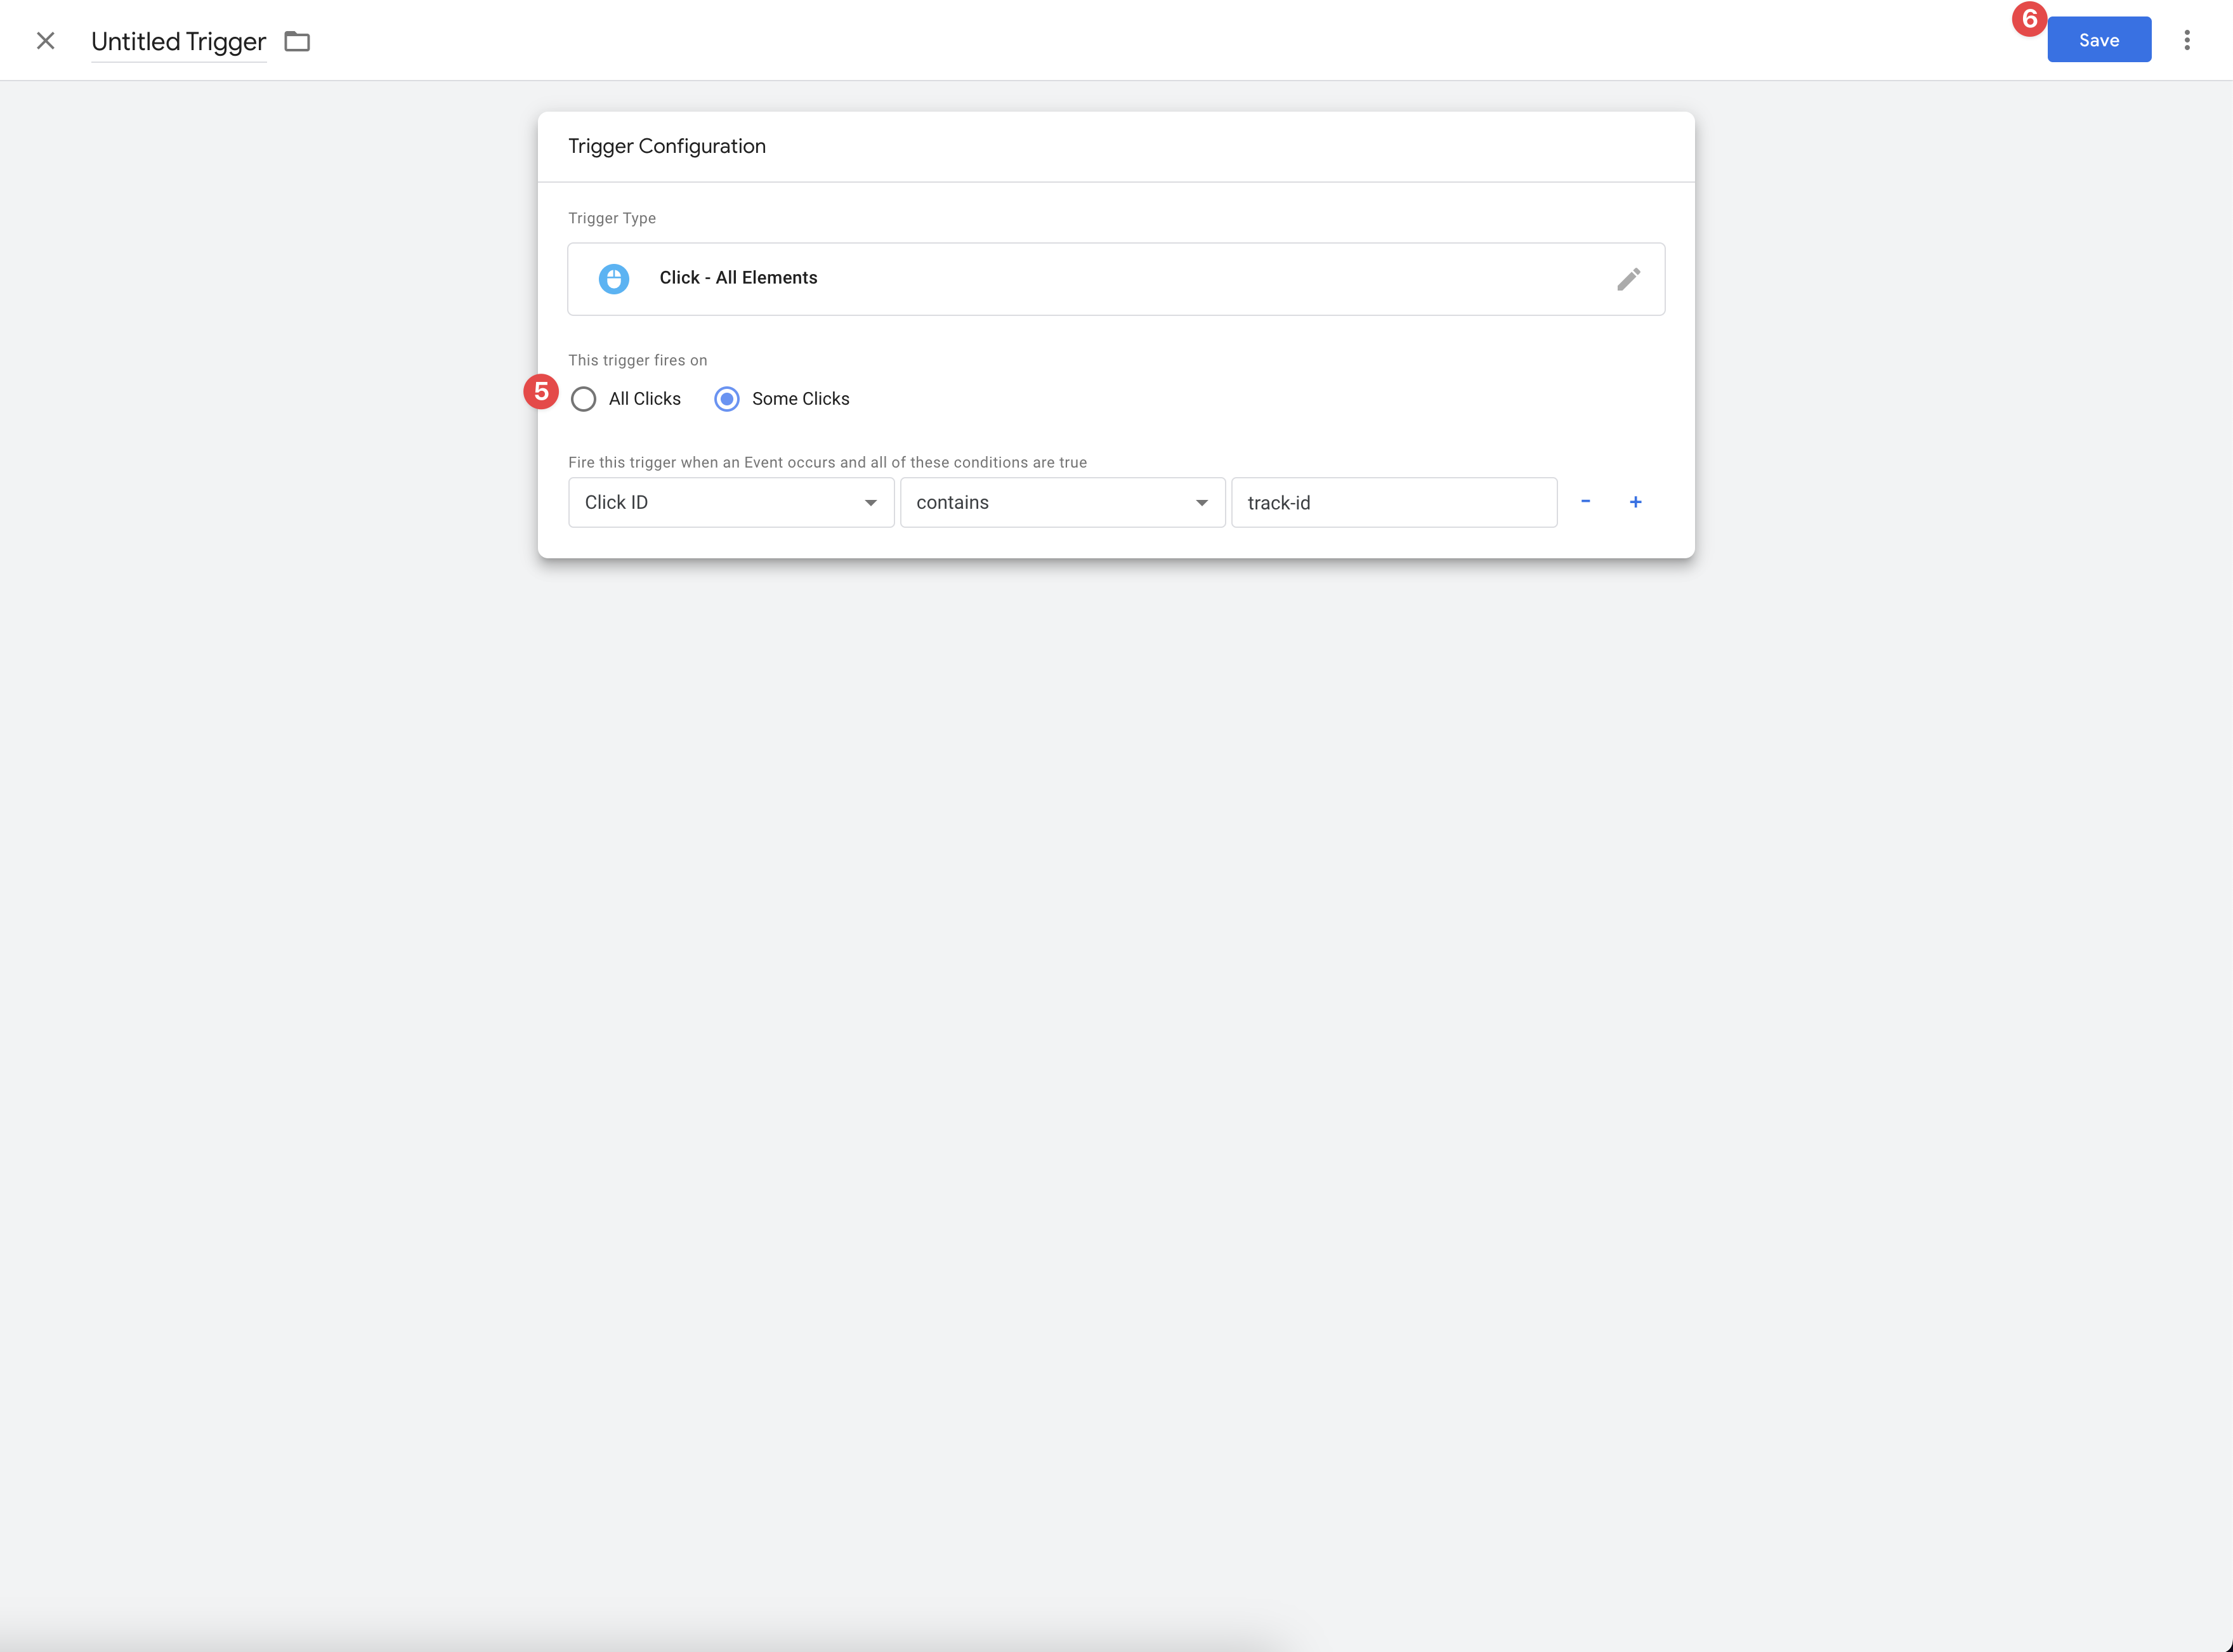 Untitled Trigger
6
Save
Trigger Configuration
Trigger Type
Click - All Elements
This trigger fires on
5
All Clicks
Some Clicks
Fire this trigger when an Event occurs and all of these conditions are true
Click ID
contains
track-id
- +